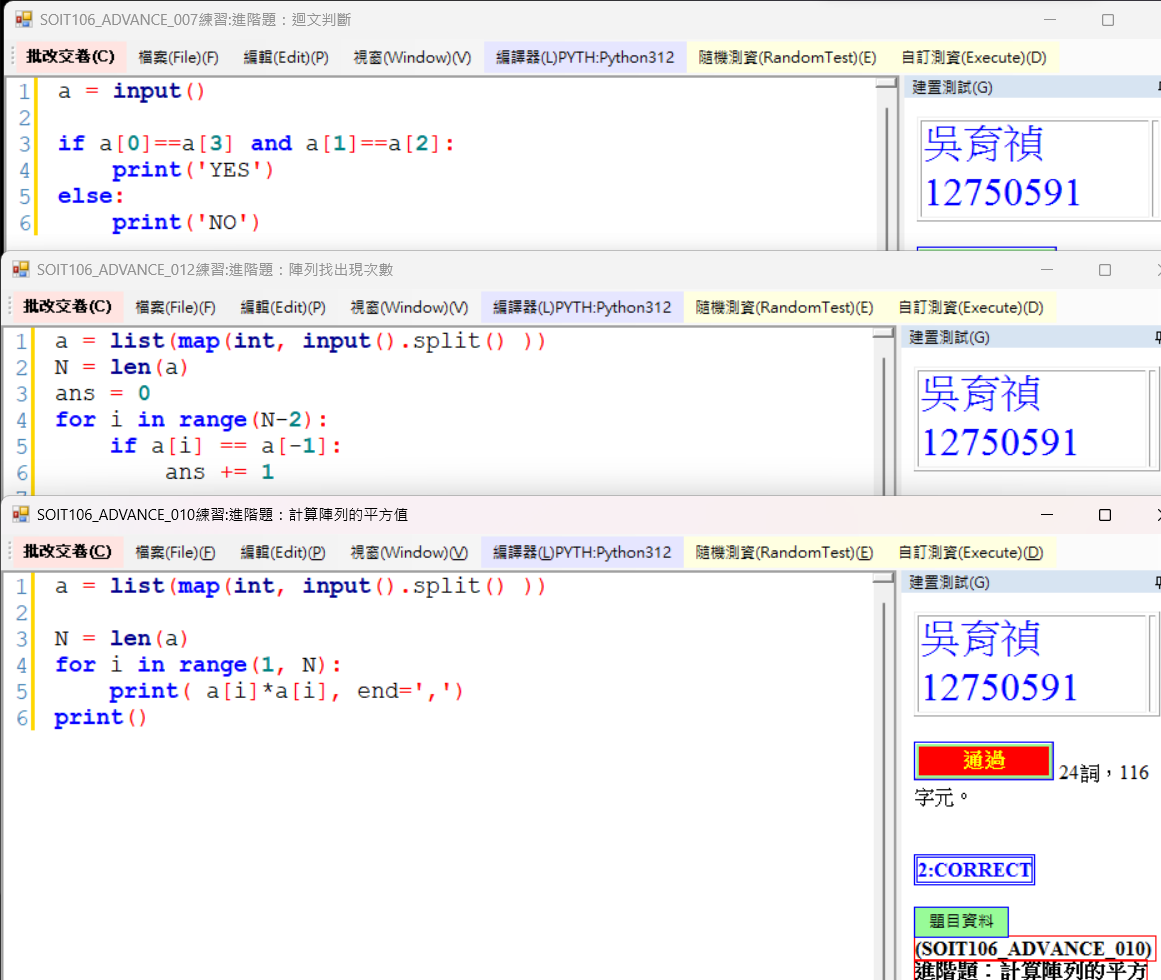 SOIT106_ADVANCE_007練習:進階題：迴文判斷
批改交卷(C) 檔案(File)(F) 編輯(Edit)(P) 視窗(Window)(V) 編譯器(L)PYTH:Python312 隨機測資(RandomTest)(E) 自訂測資(Execute)(D)
1 a = input()
2
3 if a[0]==a[3] and a[1]==a[2]:
4 print('YES')
5 else:
6 print('NO')
建置測試(G)
吳育禎
12750591
SOIT106_ADVANCE_012練習:進階題：陣列找出現次數
批改交卷(C) 檔案(File)(F) 編輯(Edit)(P) 視窗(Window)(V) 編譯器(L)PYTH:Python312 隨機測資(RandomTest)(E) 自訂測資(Execute)(D)
1 a = list(map(int, input().split() ))
2 N = len(a)
3 ans = 0
4 for i in range(N-2):
5 if a[i] == a[-1]:
6 ans += 1
建置測試(G)
吳育禎
12750591
SOIT106_ADVANCE_010練習:進階題：計算陣列的平方值
批改交卷(C) 檔案(File)(F) 編輯(Edit)(P) 視窗(Window)(V) 編譯器(L)PYTH:Python312 隨機測資(RandomTest)(E) 自訂測資(Execute)(D)
1 a = list(map(int, input().split() ))
2
3 N = len(a)
4 for i in range(1, N):
5 print( a[i]*a[i], end=',')
6 print()
建置測試(G)
吳育禎
12750591
通過 24詞，116
字元。
2:CORRECT
題目資料
(SOIT106_ADVANCE_010)
進階題：計算陣列的平方